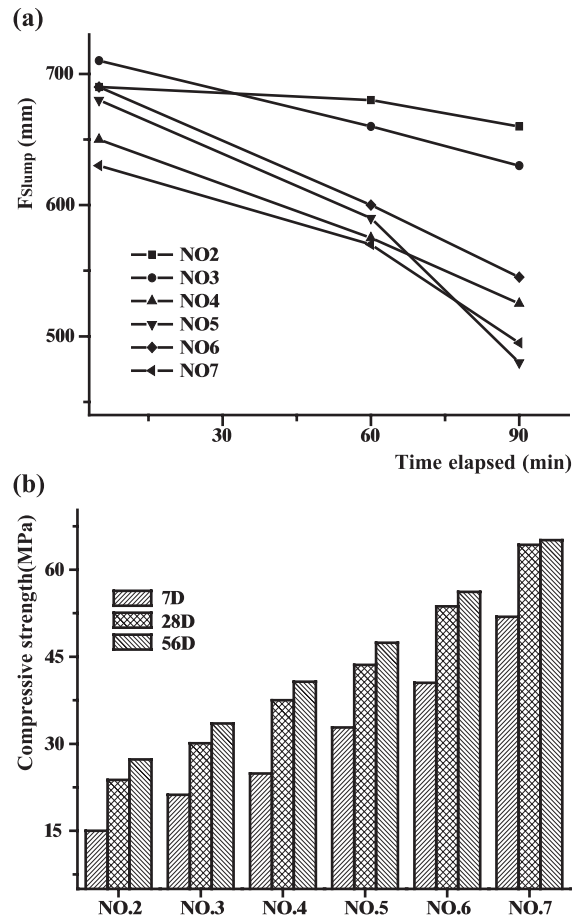 (a)
FSlump (mm)
700
600
500
NO2
NO3
NO4
NO5
NO6
NO7
30 60 90
Time elapsed (min)
(b)
Compressive strength(MPa)
60
45
30
15
7D
28D
56D
NO.2 NO.3 NO.4 NO.5 NO.6 NO.7